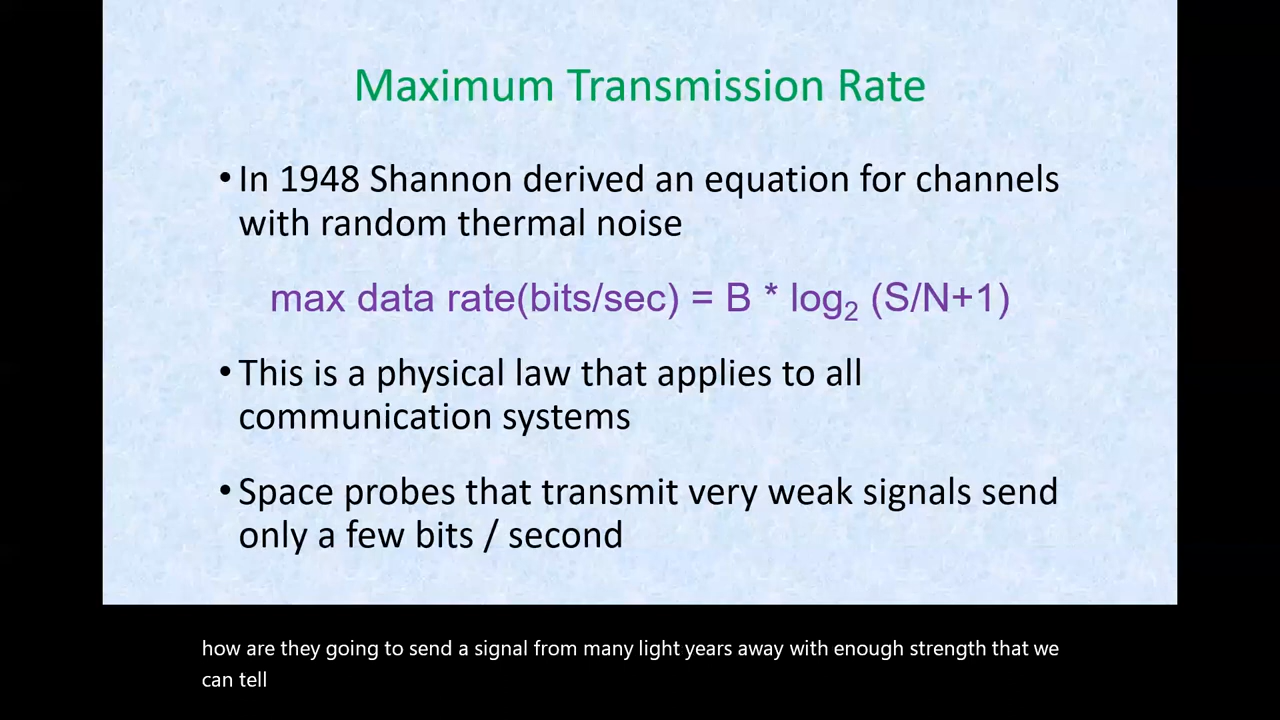 Maximum Transmission Rate
•In 1948 Shannon derived an equation for channels
with random thermal noise
max data rate(bits/sec) = B * log₂ (S/N+1)
•This is a physical law that applies to all
communication systems
•Space probes that transmit very weak signals send
only a few bits / second
how are they going to send a signal from many light years away with enough strength that we
can tell